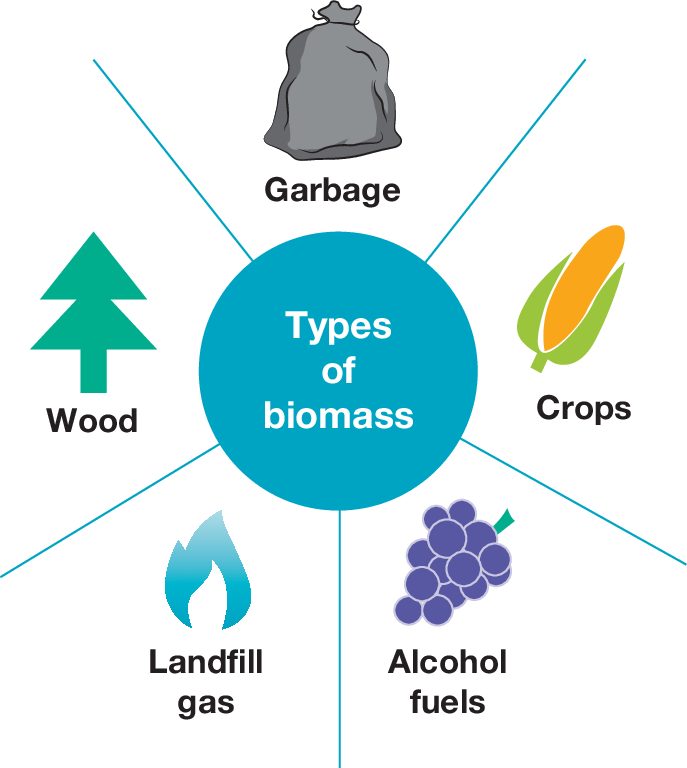 Garbage
Types
of
biomass
Wood
Crops
Landfill
gas
Alcohol
fuels